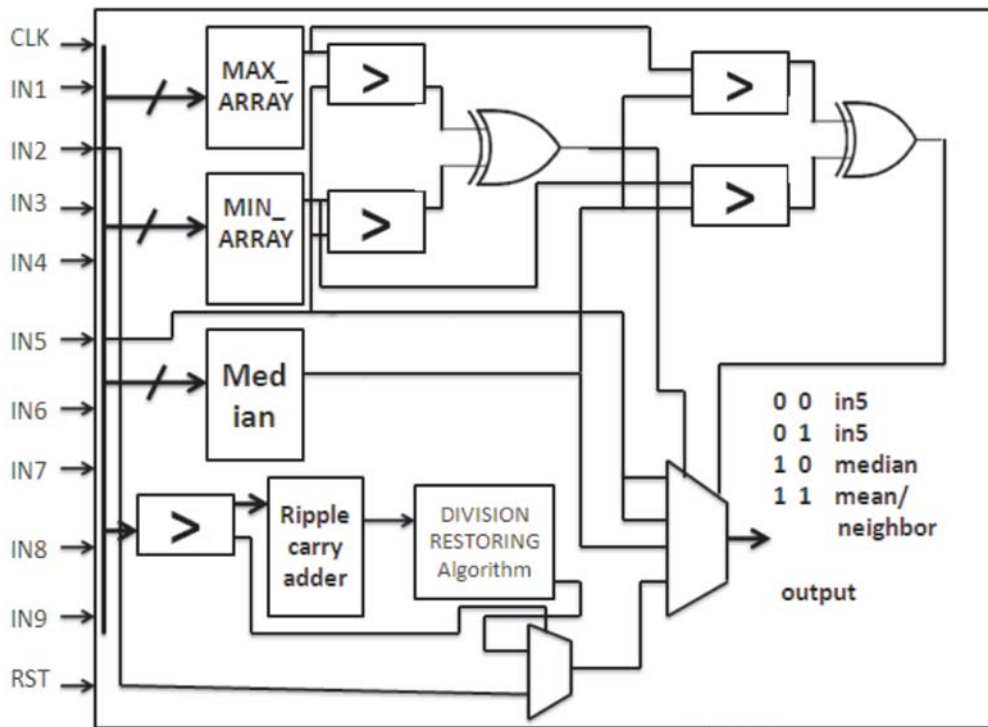 CLK
IN1
IN2
IN3
IN4
IN5
IN6
IN7
IN8
IN9
RST
MAX_
ARRAY
>
>
MIN_
ARRAY
>
>
Med
ian
>
Ripple
carry
adder
DIVISION
RESTORING
Algorithm
0 0 in5
0 1 in5
1 0 median
1 1 mean/
neighbor
output